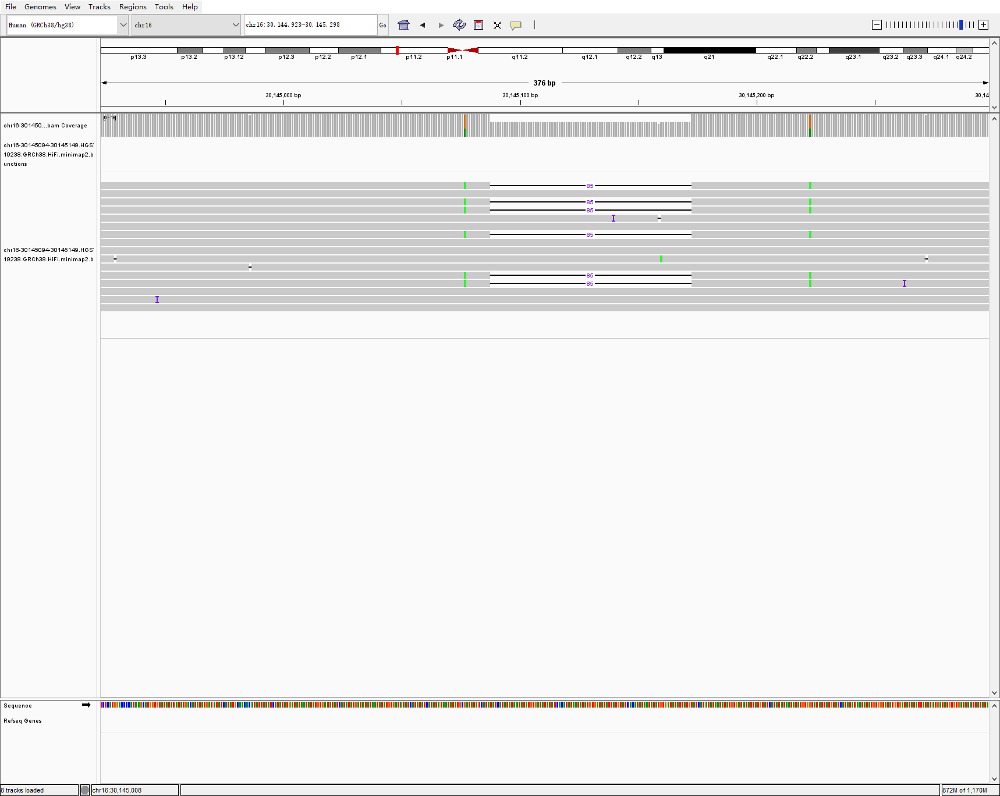 File Genomes View Tracks Regions Tools Help
Human (GRCh38/hg38) chr16 chr16:30,144,923-30,145,298 Go
p13.3 p13.2 p13.12 p12.3 p12.2 p12.1 p11.2 p11.1 q11.2 q12.1 q12.2 q13 q21 q22.1 q22.2 q23.1 q23.2 q23.3 q24.1 q24.2
376 bp
30,145,000 bp 30,145,100 bp 30,145,200 bp 30,14
[0 - 16]
chr16-301450...bam Coverage
chr16-30145094-30145149.HGS
19238.GRCh38.HiFi.minimap2.b
unctions
85
85
85
85
chr16-30145094-30145149.HGS
19238.GRCh38.HiFi.minimap2.b
85
85
Sequence
Refseq Genes
8 tracks loaded chr16:30,145,008 872M of 1,170M